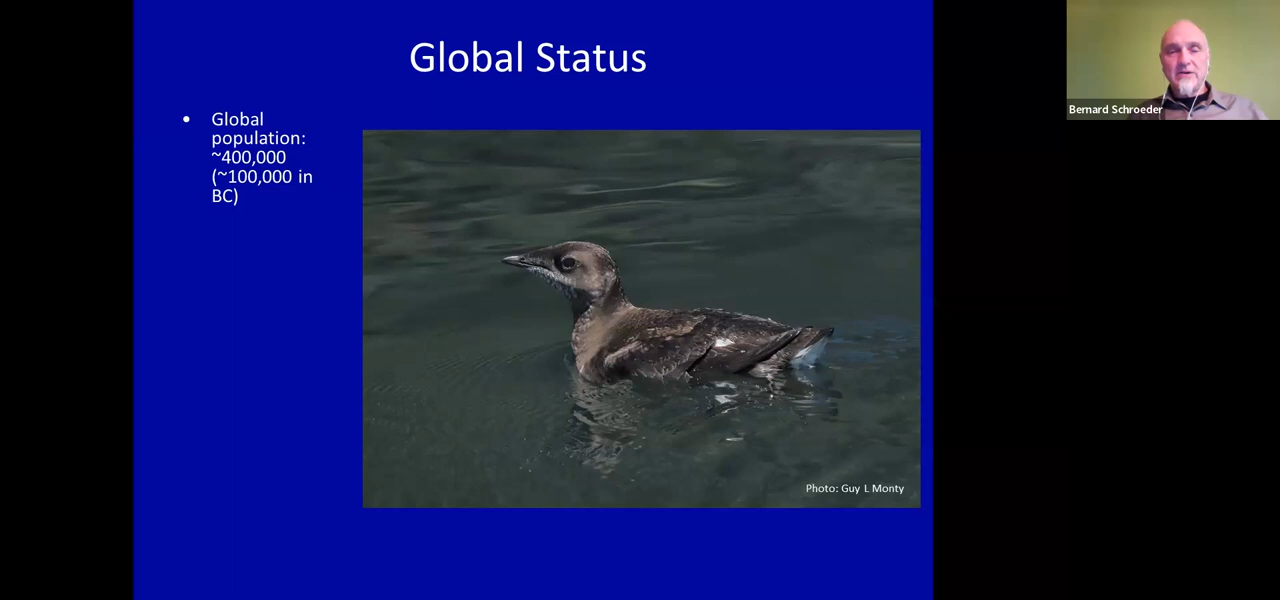 Global Status
• Global
population:
~400,000
(~100,000 in
BC)
Photo: Guy L Monty
Bernard Schroeder